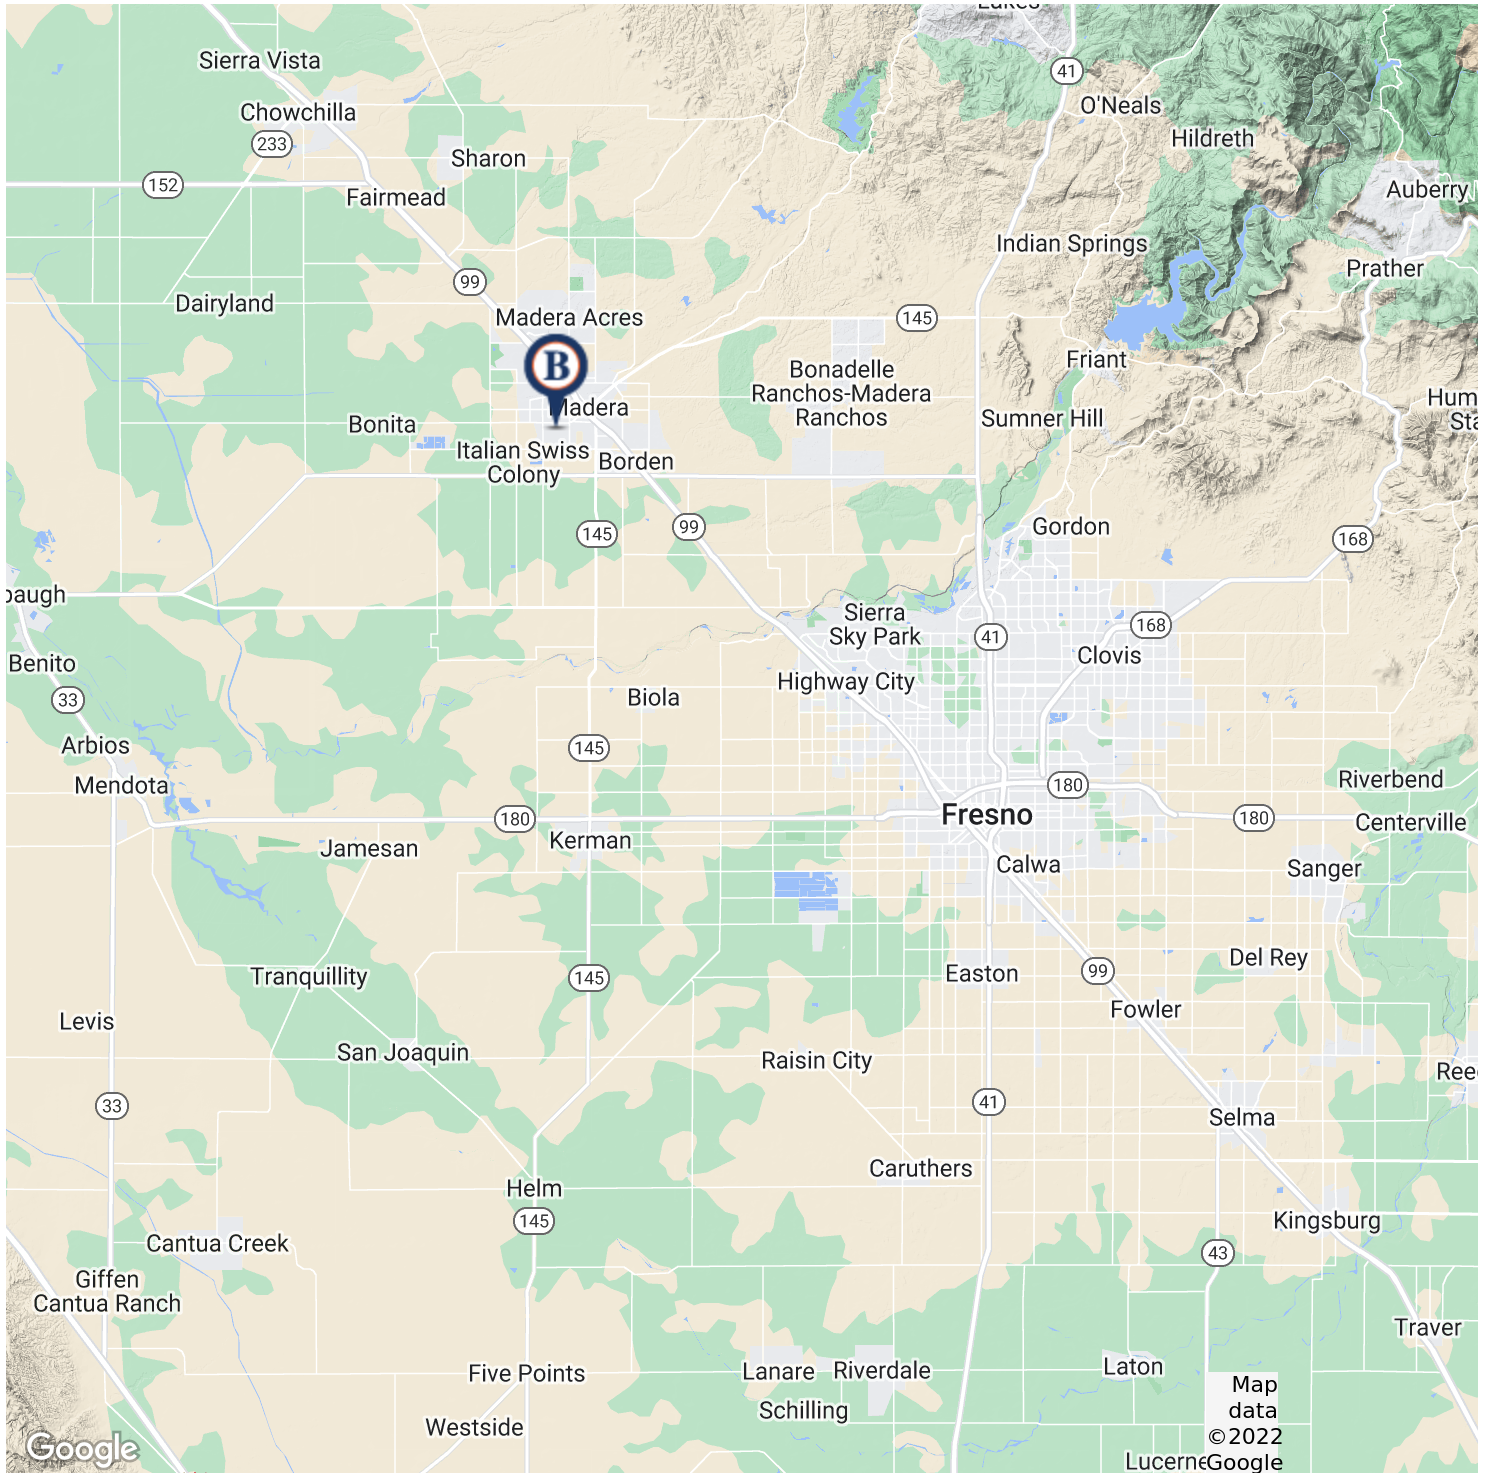 Lakes
41
Sierra Vista
O'Neals
Chowchilla
Hildreth
233
Sharon
152
Auberry
Fairmead
Indian Springs
Prather
99
Dairyland
Madera Acres
145
Friant
B
Bonadelle
Ranchos-Madera
Ranchos
Hum
Sta
Madera
Sumner Hill
Bonita
Italian Swiss
Colony
Borden
Gordon
99
145
168
baugh
Sierra
Sky Park
168
41
Clovis
Benito
Highway City
33
Biola
Arbios
145
Riverbend
Mendota
180
Fresno
180
180
Centerville
Kerman
Jamesan
Calwa
Sanger
Del Rey
Easton
99
Tranquillity
145
Fowler
Levis
San Joaquin
Raisin City
Ree
33
41
Selma
Caruthers
Helm
145
Kingsburg
Cantua Creek
43
Giffen
Cantua Ranch
Traver
Five Points
Lanare
Riverdale
Laton
Schilling
Westside
Lucerne
Google
Map
data
©2022
Google